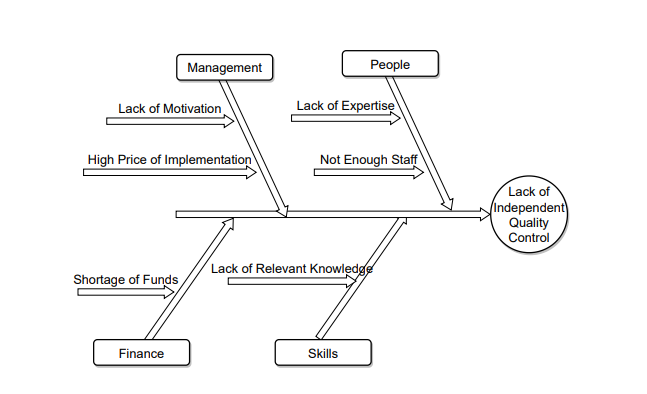 Management
People
Lack of Motivation
Lack of Expertise
High Price of Implementation
Not Enough Staff
Lack of
Independent
Quality
Control
Lack of Relevant Knowledge
Shortage of Funds
Finance
Skills